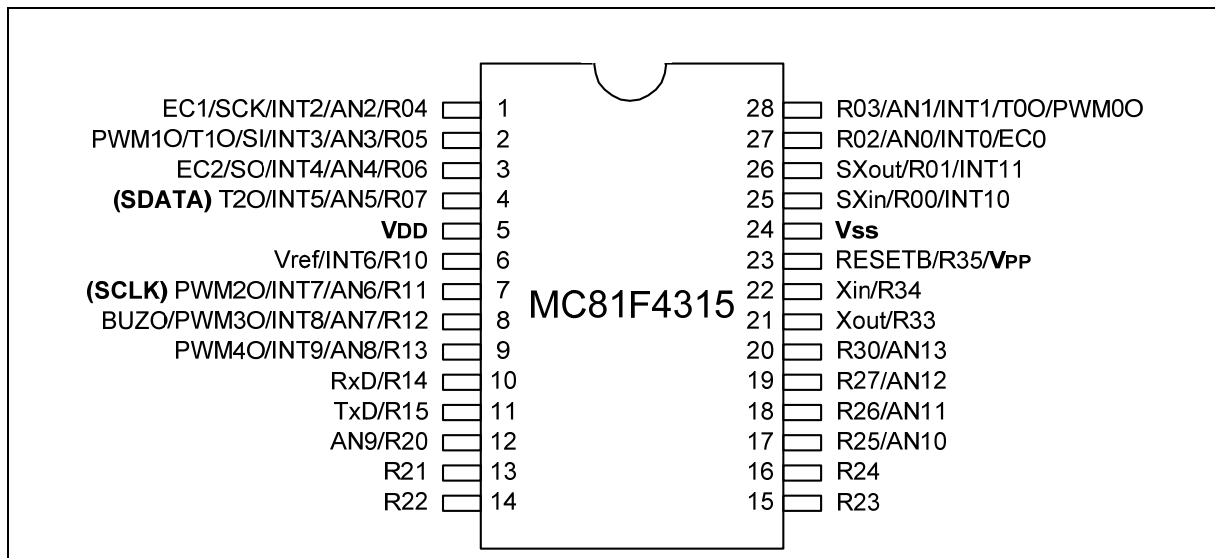 EC1/SCK/INT2/AN2/R04 1 28 R03/AN1/INT1/T0O/PWM0O
PWM1O/T1O/SI/INT3/AN3/R05 2 27 R02/AN0/INT0/EC0
EC2/SO/INT4/AN4/R06 3 26 SXout/R01/INT11
(SDATA) T2O/INT5/AN5/R07 4 25 SXin/R00/INT10
VDD 5 24 Vss
Vref/INT6/R10 6 23 RESETB/R35/VPP
(SCLK) PWM2O/INT7/AN6/R11 7 22 Xin/R34
MC81F4315
BUZO/PWM3O/INT8/AN7/R12 8 21 Xout/R33
PWM4O/INT9/AN8/R13 9 20 R30/AN13
RxD/R14 10 19 R27/AN12
TxD/R15 11 18 R26/AN11
AN9/R20 12 17 R25/AN10
R21 13 16 R24
R22 14 15 R23